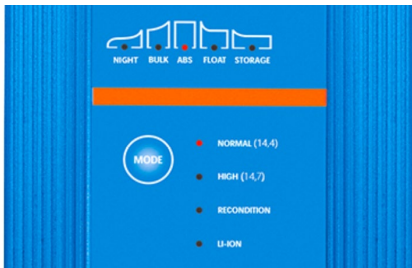 NIGHT BULK ABS FLOAT STORAGE
NORMAL (14,4)
MODE
HIGH (14,7)
RECONDITION
LI-ION